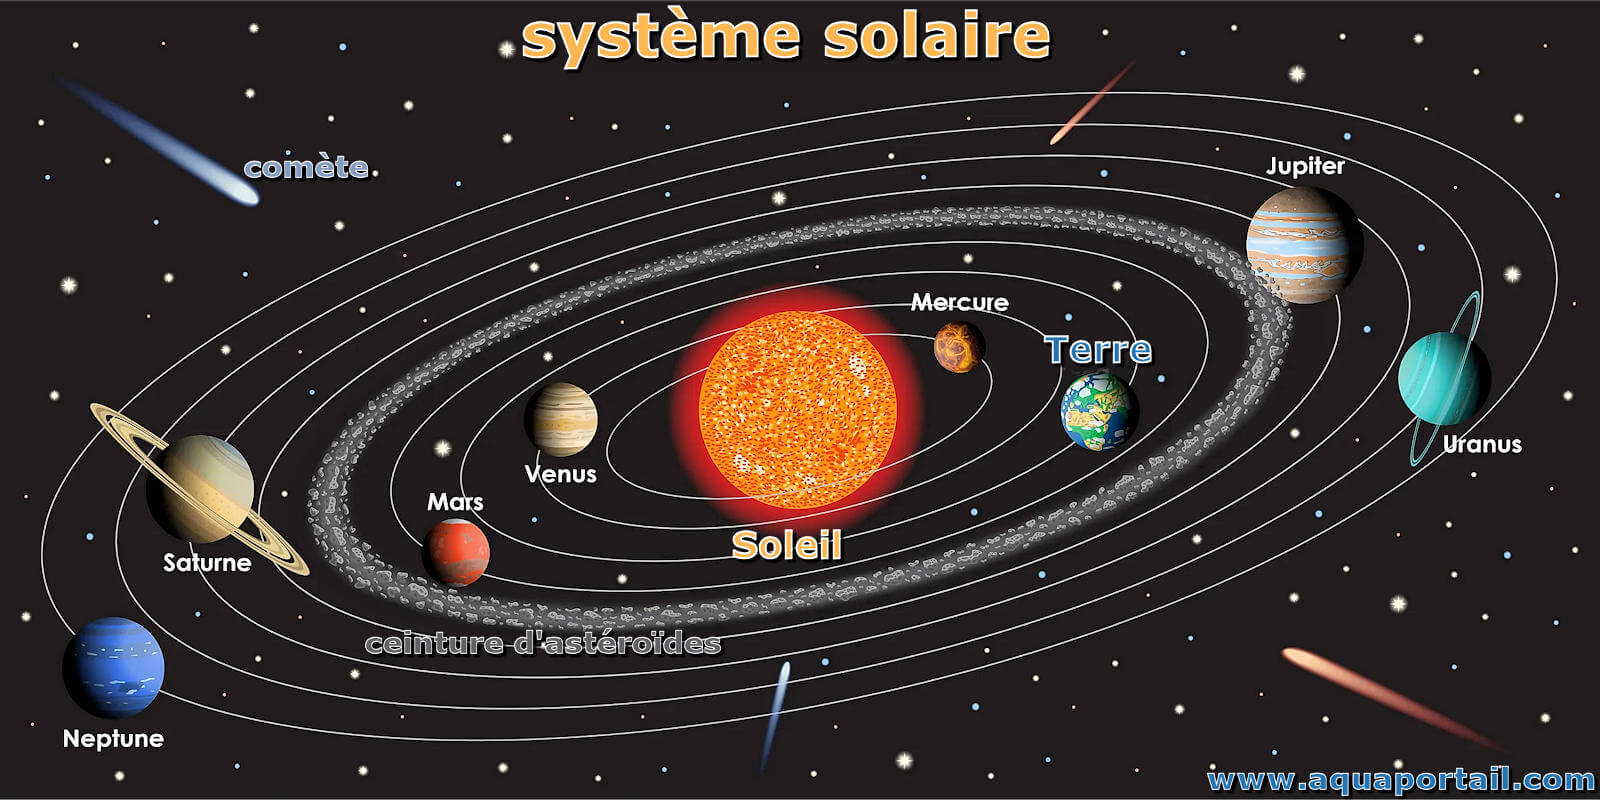 système solaire
comète
Jupiter
Mercure
Terre
Uranus
Venus
Mars
Soleil
Saturne
ceinture d'astéroïdes
Neptune
www.aquaportail.com